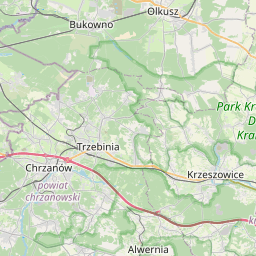 Olkusz
Bukowno
Park Kr
D
Kra
Trzebinia
Chrzanów
powiat
chrzanowski
Krzeszowice
Alwernia
k